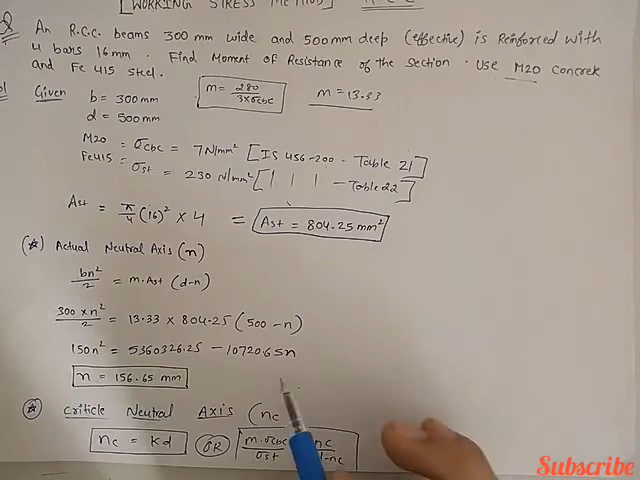 [WORKING STRESS METHOD]
Q An R.C.C. beams 300 mm wide and 500 mm deep (effective) is Reinforced with
4 bars 16 mm. Find Moment of Resistance of the section. Use M20 concrek
and Fe 415 steel.
Given
m = 280 / 3×σcbc
m = 13.33
b = 300 mm
d = 500 mm
M20 = σcbc = 7 N/mm² [IS 456-200 - Table 21]
Fe415 = σst = 230 N/mm² [ | | | - Table 22]
Ast = π/4 (16)² × 4 = Ast = 804.25 mm²
(*) Actual Neutral Axis (n)
bn²/2 = m.Ast (d-n)
300 × n²/2 = 13.33 × 804.25 (500 - n)
150n² = 5360326.25 - 10720.65n
n = 156.65 mm
(*) Criticle Neutral Axis (nc
nc = kd OR m.σcbc / σst = nc / d-nc
Subscribe